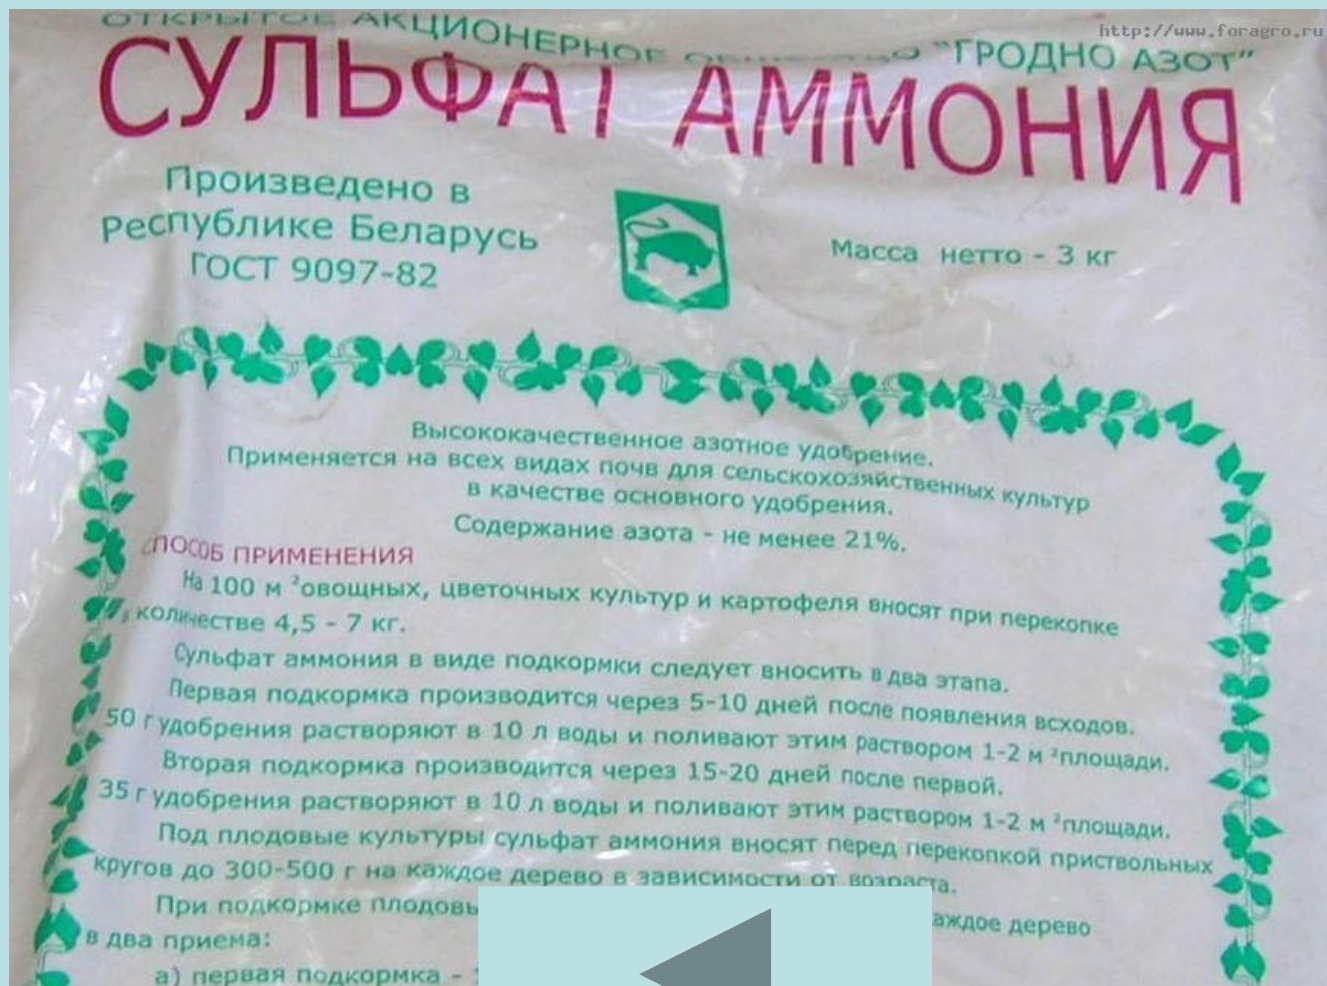 http://www.foragro.ru
ОТКРЫТОЕ АКЦИОНЕРНОЕ ОБЩЕСТВО "ГРОДНО АЗОТ"
СУЛЬФАТ АММОНИЯ
Произведено в
Республике Беларусь
ГОСТ 9097-82
Масса нетто - 3 кг
Высококачественное азотное удобрение.
Применяется на всех видах почв для сельскохозяйственных культур
в качестве основного удобрения.
Содержание азота - не менее 21%.
СПОСОБ ПРИМЕНЕНИЯ
На 100 м ²овощных, цветочных культур и картофеля вносят при перекопке
в количестве 4,5 - 7 кг.
Сульфат аммония в виде подкормки следует вносить в два этапа.
Первая подкормка производится через 5-10 дней после появления всходов.
50 г удобрения растворяют в 10 л воды и поливают этим раствором 1-2 м ²площади.
Вторая подкормка производится через 15-20 дней после первой.
35 г удобрения растворяют в 10 л воды и поливают этим раствором 1-2 м ²площади.
Под плодовые культуры сульфат аммония вносят перед перекопкой приствольных
кругов до 300-500 г на каждое дерево в зависимости от возраста.
При подкормке дерево
в два приема:
а) первая подкормка -